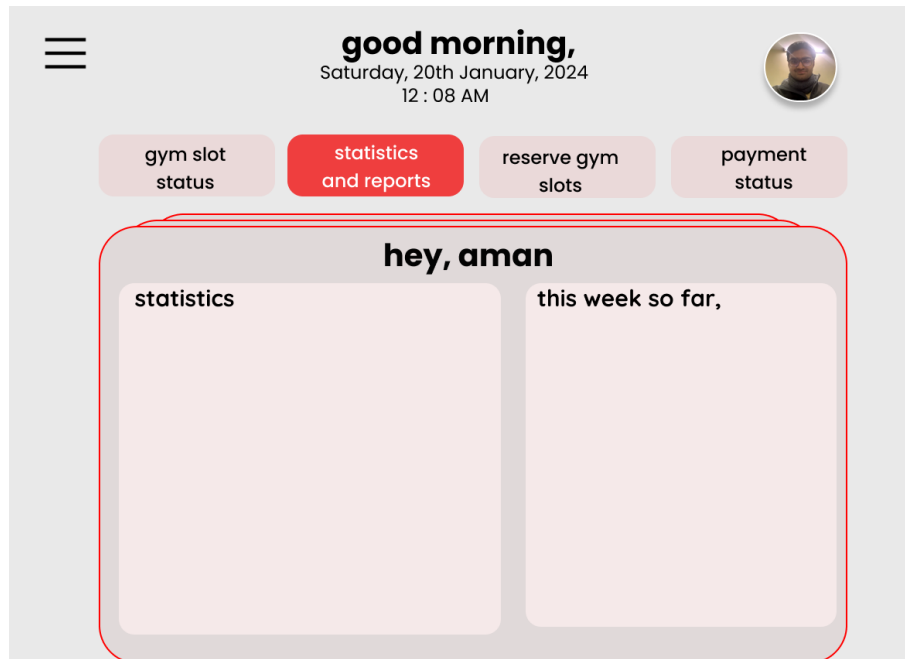 good morning,
Saturday, 20th January, 2024
12 : 08 AM
gym slot
status
statistics
and reports
reserve gym
slots
payment
status
hey, aman
statistics
this week so far,